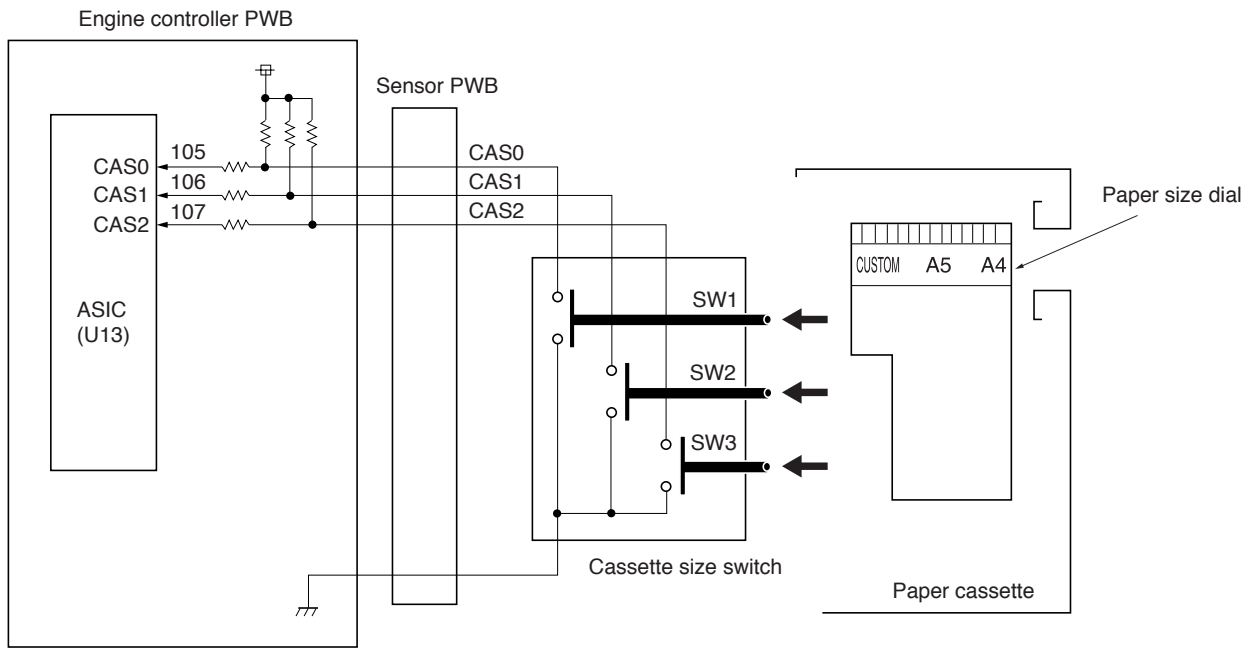 Engine controller PWB
Sensor PWB
CAS0
105
CAS0
CAS1
106
CAS1
CAS2
107
CAS2
ASIC
(U13)
SW1
SW2
SW3
Cassette size switch
Paper size dial
CUSTOM A5 A4
Paper cassette